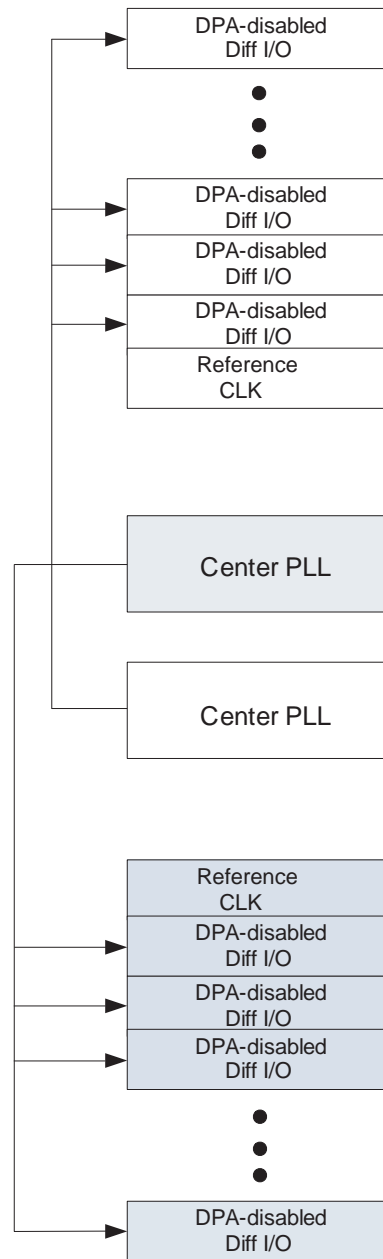 DPA-disabled
Diff I/O
DPA-disabled
Diff I/O
DPA-disabled
Diff I/O
DPA-disabled
Diff I/O
Reference
CLK
Center PLL
Center PLL
Reference
CLK
DPA-disabled
Diff I/O
DPA-disabled
Diff I/O
DPA-disabled
Diff I/O
DPA-disabled
Diff I/O